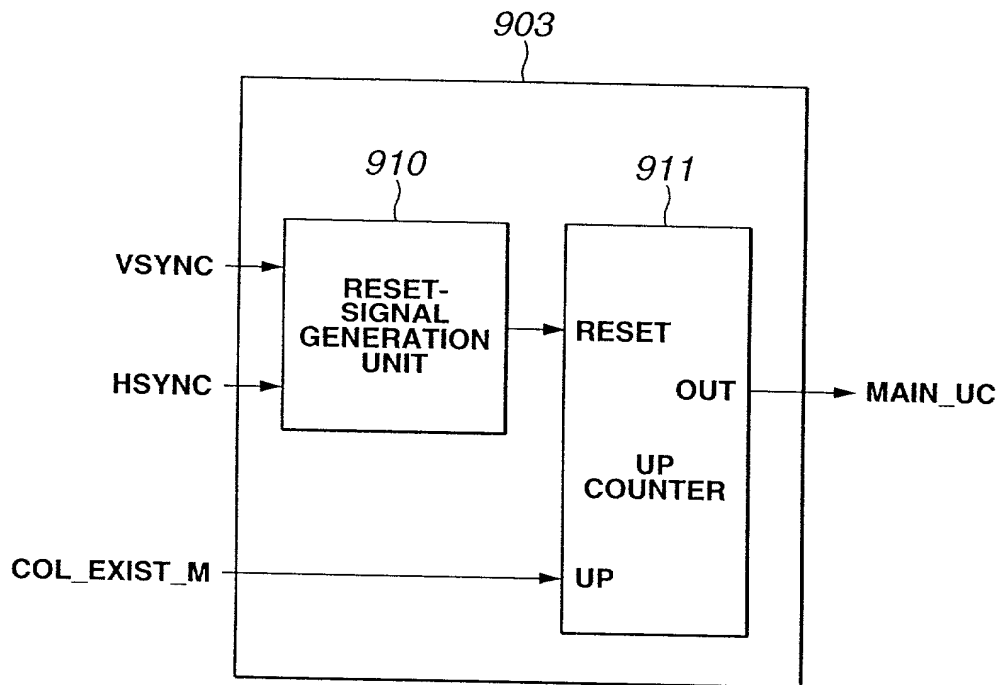 903
910
911
VSYNC
HSYNC
RESET-
SIGNAL
GENERATION
UNIT
RESET
OUT
MAIN_UC
UP
COUNTER
COL_EXIST_M
UP